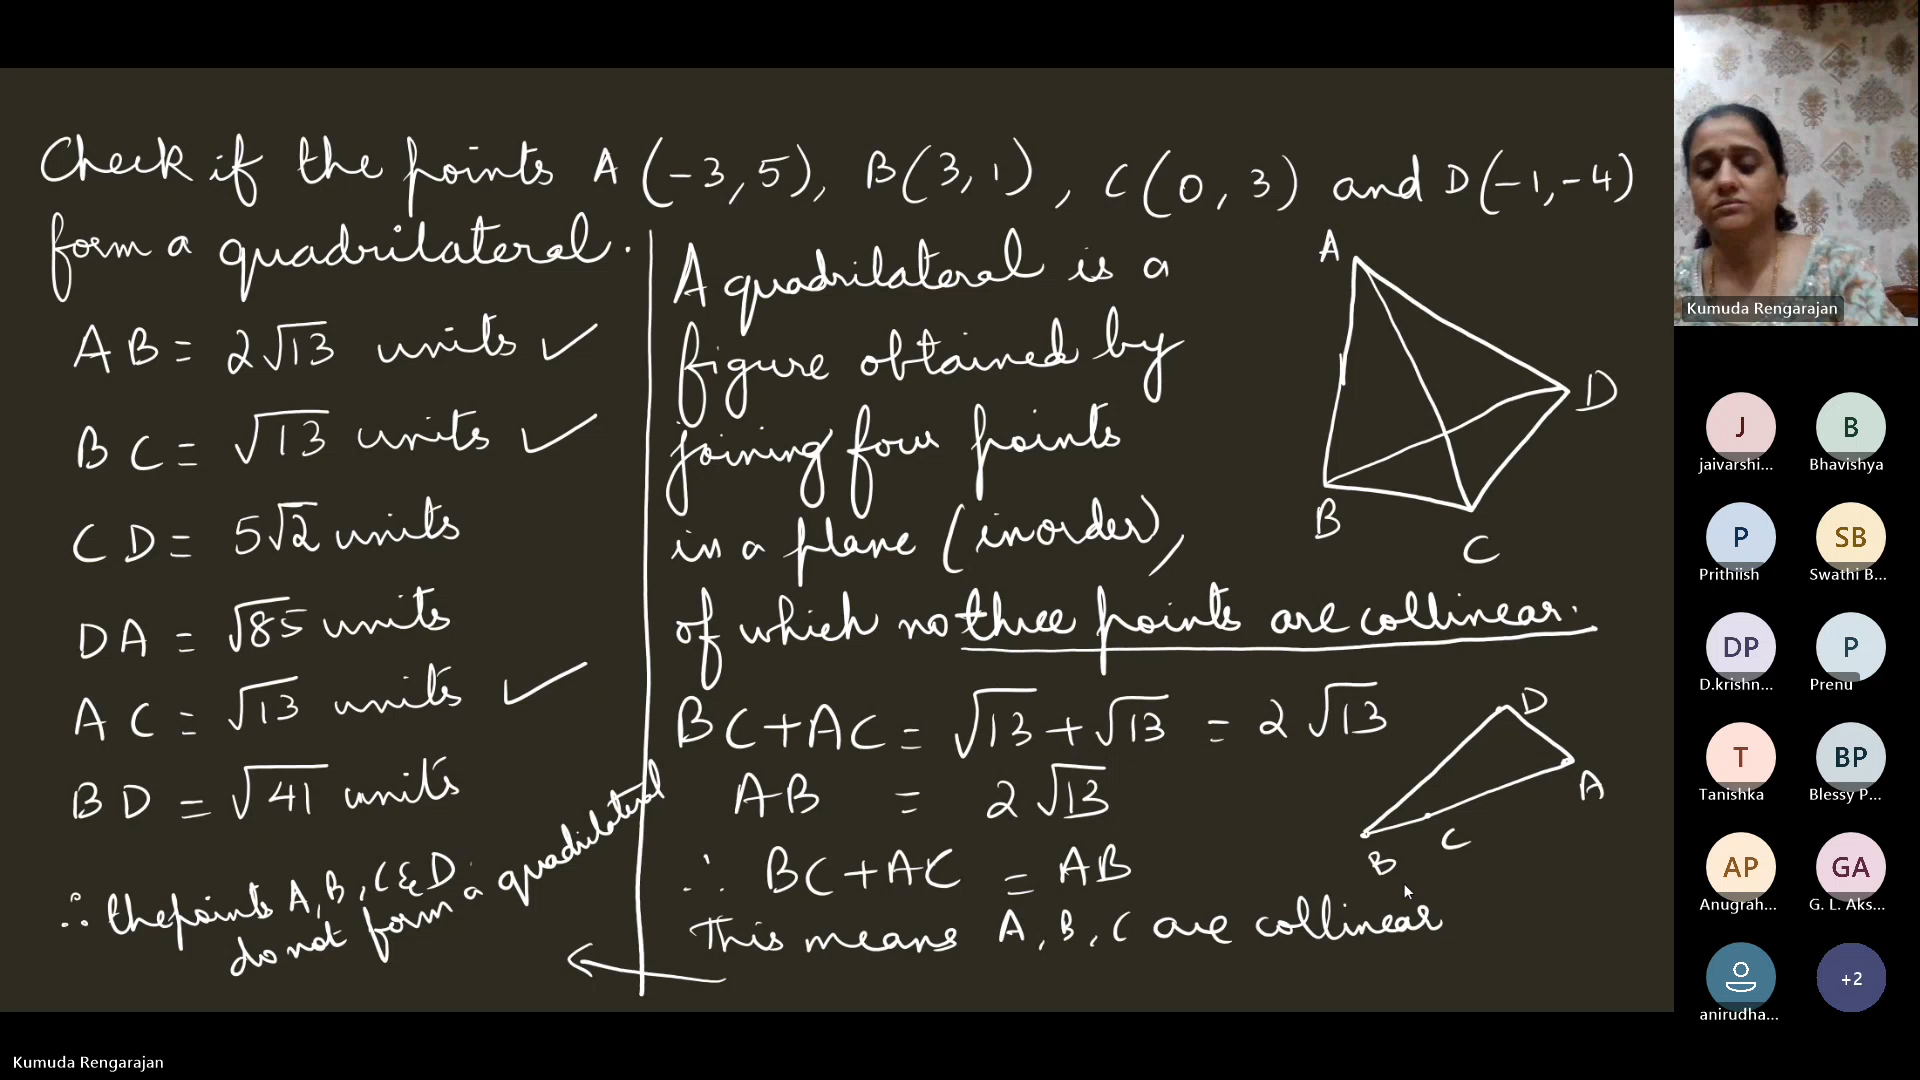 Check if the points A(-3,5), B(3,1), C(0,3) and D(-1,-4)
form a quadrilateral.
AB = 2√13 units ✓
BC = √13 units ✓
CD = 5√2 units
DA = √85 units
AC = √13 units ✓
BD = √41 units
∴ the points A, B, C & D
do not form a quadrilateral
A quadrilateral is a
figure obtained by
joining four points
in a plane (in order),
of which no three points are collinear.
BC + AC = √13 + √13 = 2√13
AB = 2√13
∴ BC + AC = AB
This means A, B, C are collinear
←
A
D
B
C
D
A
C
B
Kumuda Rengarajan
J
jaivarshi...
B
Bhavishya
P
Prithiish
SB
Swathi B...
DP
D.krishn...
P
Prenu
T
Tanishka
BP
Blessy P...
AP
Anugrah...
GA
G. L. Aks...
anirudha...
+2
Kumuda Rengarajan